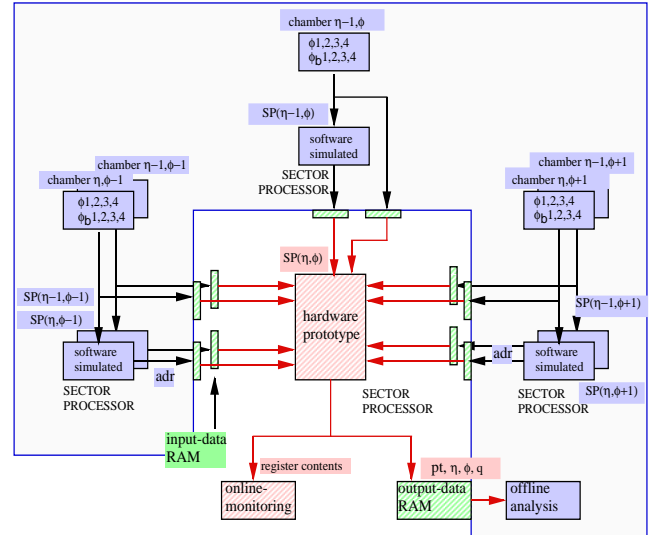 chamber η−1,ϕ
ϕ1,2,3,4
ϕb1,2,3,4
SP(η−1,ϕ)
software
simulated
SECTOR
PROCESSOR
chamber η−1,ϕ−1
chamber η,ϕ−1
ϕ1,2,3,4
ϕb1,2,3,4
chamber η−1,ϕ+1
chamber η,ϕ+1
ϕ1,2,3,4
ϕb1,2,3,4
SP(η,ϕ)
SP(η−1,ϕ−1)
SP(η,ϕ−1)
hardware
prototype
SP(η−1,ϕ+1)
software
simulated
adr
SECTOR
PROCESSOR
SECTOR
PROCESSOR
adr
software
simulated
SP(η,ϕ+1)
SECTOR
PROCESSOR
input-data
RAM
register contents
pt, η, ϕ, q
online-
monitoring
output-data
RAM
offline
analysis